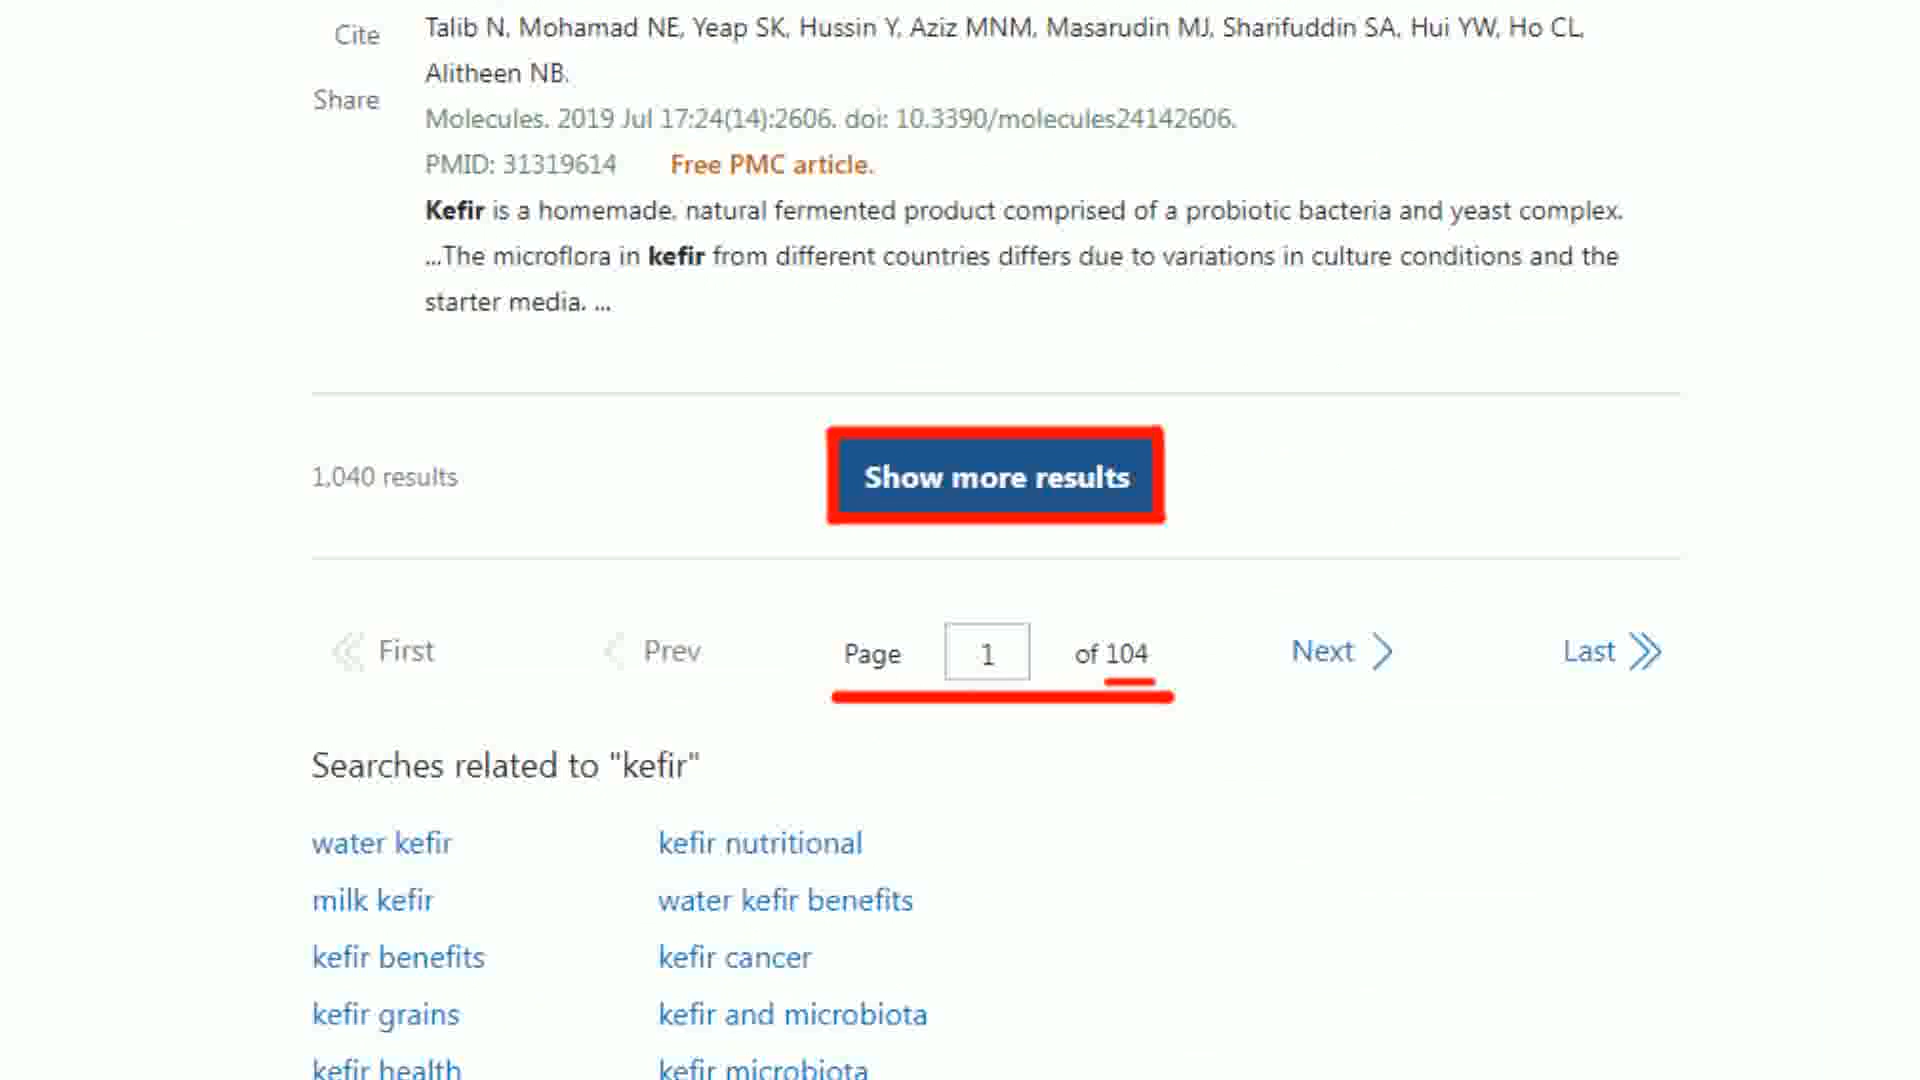 Cite
Share
Talib N, Mohamad NE, Yeap SK, Hussin Y, Aziz MNM, Masarudin MJ, Sharifuddin SA, Hui YW, Ho CL,
Alitheen NB.
Molecules. 2019 Jul 17;24(14):2606. doi: 10.3390/molecules24142606.
PMID: 31319614 Free PMC article.
Kefir is a homemade, natural fermented product comprised of a probiotic bacteria and yeast complex.
...The microflora in kefir from different countries differs due to variations in culture conditions and the
starter media. ...
1,040 results
Show more results
First
Prev
Page 1 of 104
Next
Last
Searches related to "kefir"
water kefir
milk kefir
kefir benefits
kefir grains
kefir health
kefir nutritional
water kefir benefits
kefir cancer
kefir and microbiota
kefir microbiota